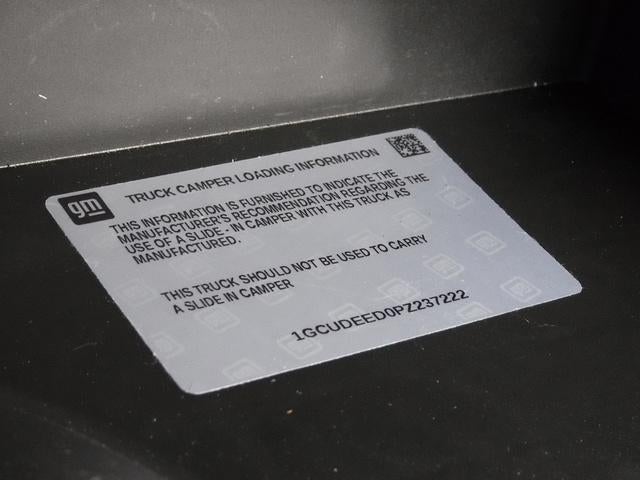 gm
TRUCK CAMPER LOADING INFORMATION
THIS INFORMATION IS FURNISHED TO INDICATE THE
MANUFACTURER'S RECOMMENDATION REGARDING THE
USE OF A SLIDE - IN CAMPER WITH THIS TRUCK AS
MANUFACTURED.
THIS TRUCK SHOULD NOT BE USED TO CARRY
A SLIDE IN CAMPER
1GCUDEED0PZ237222